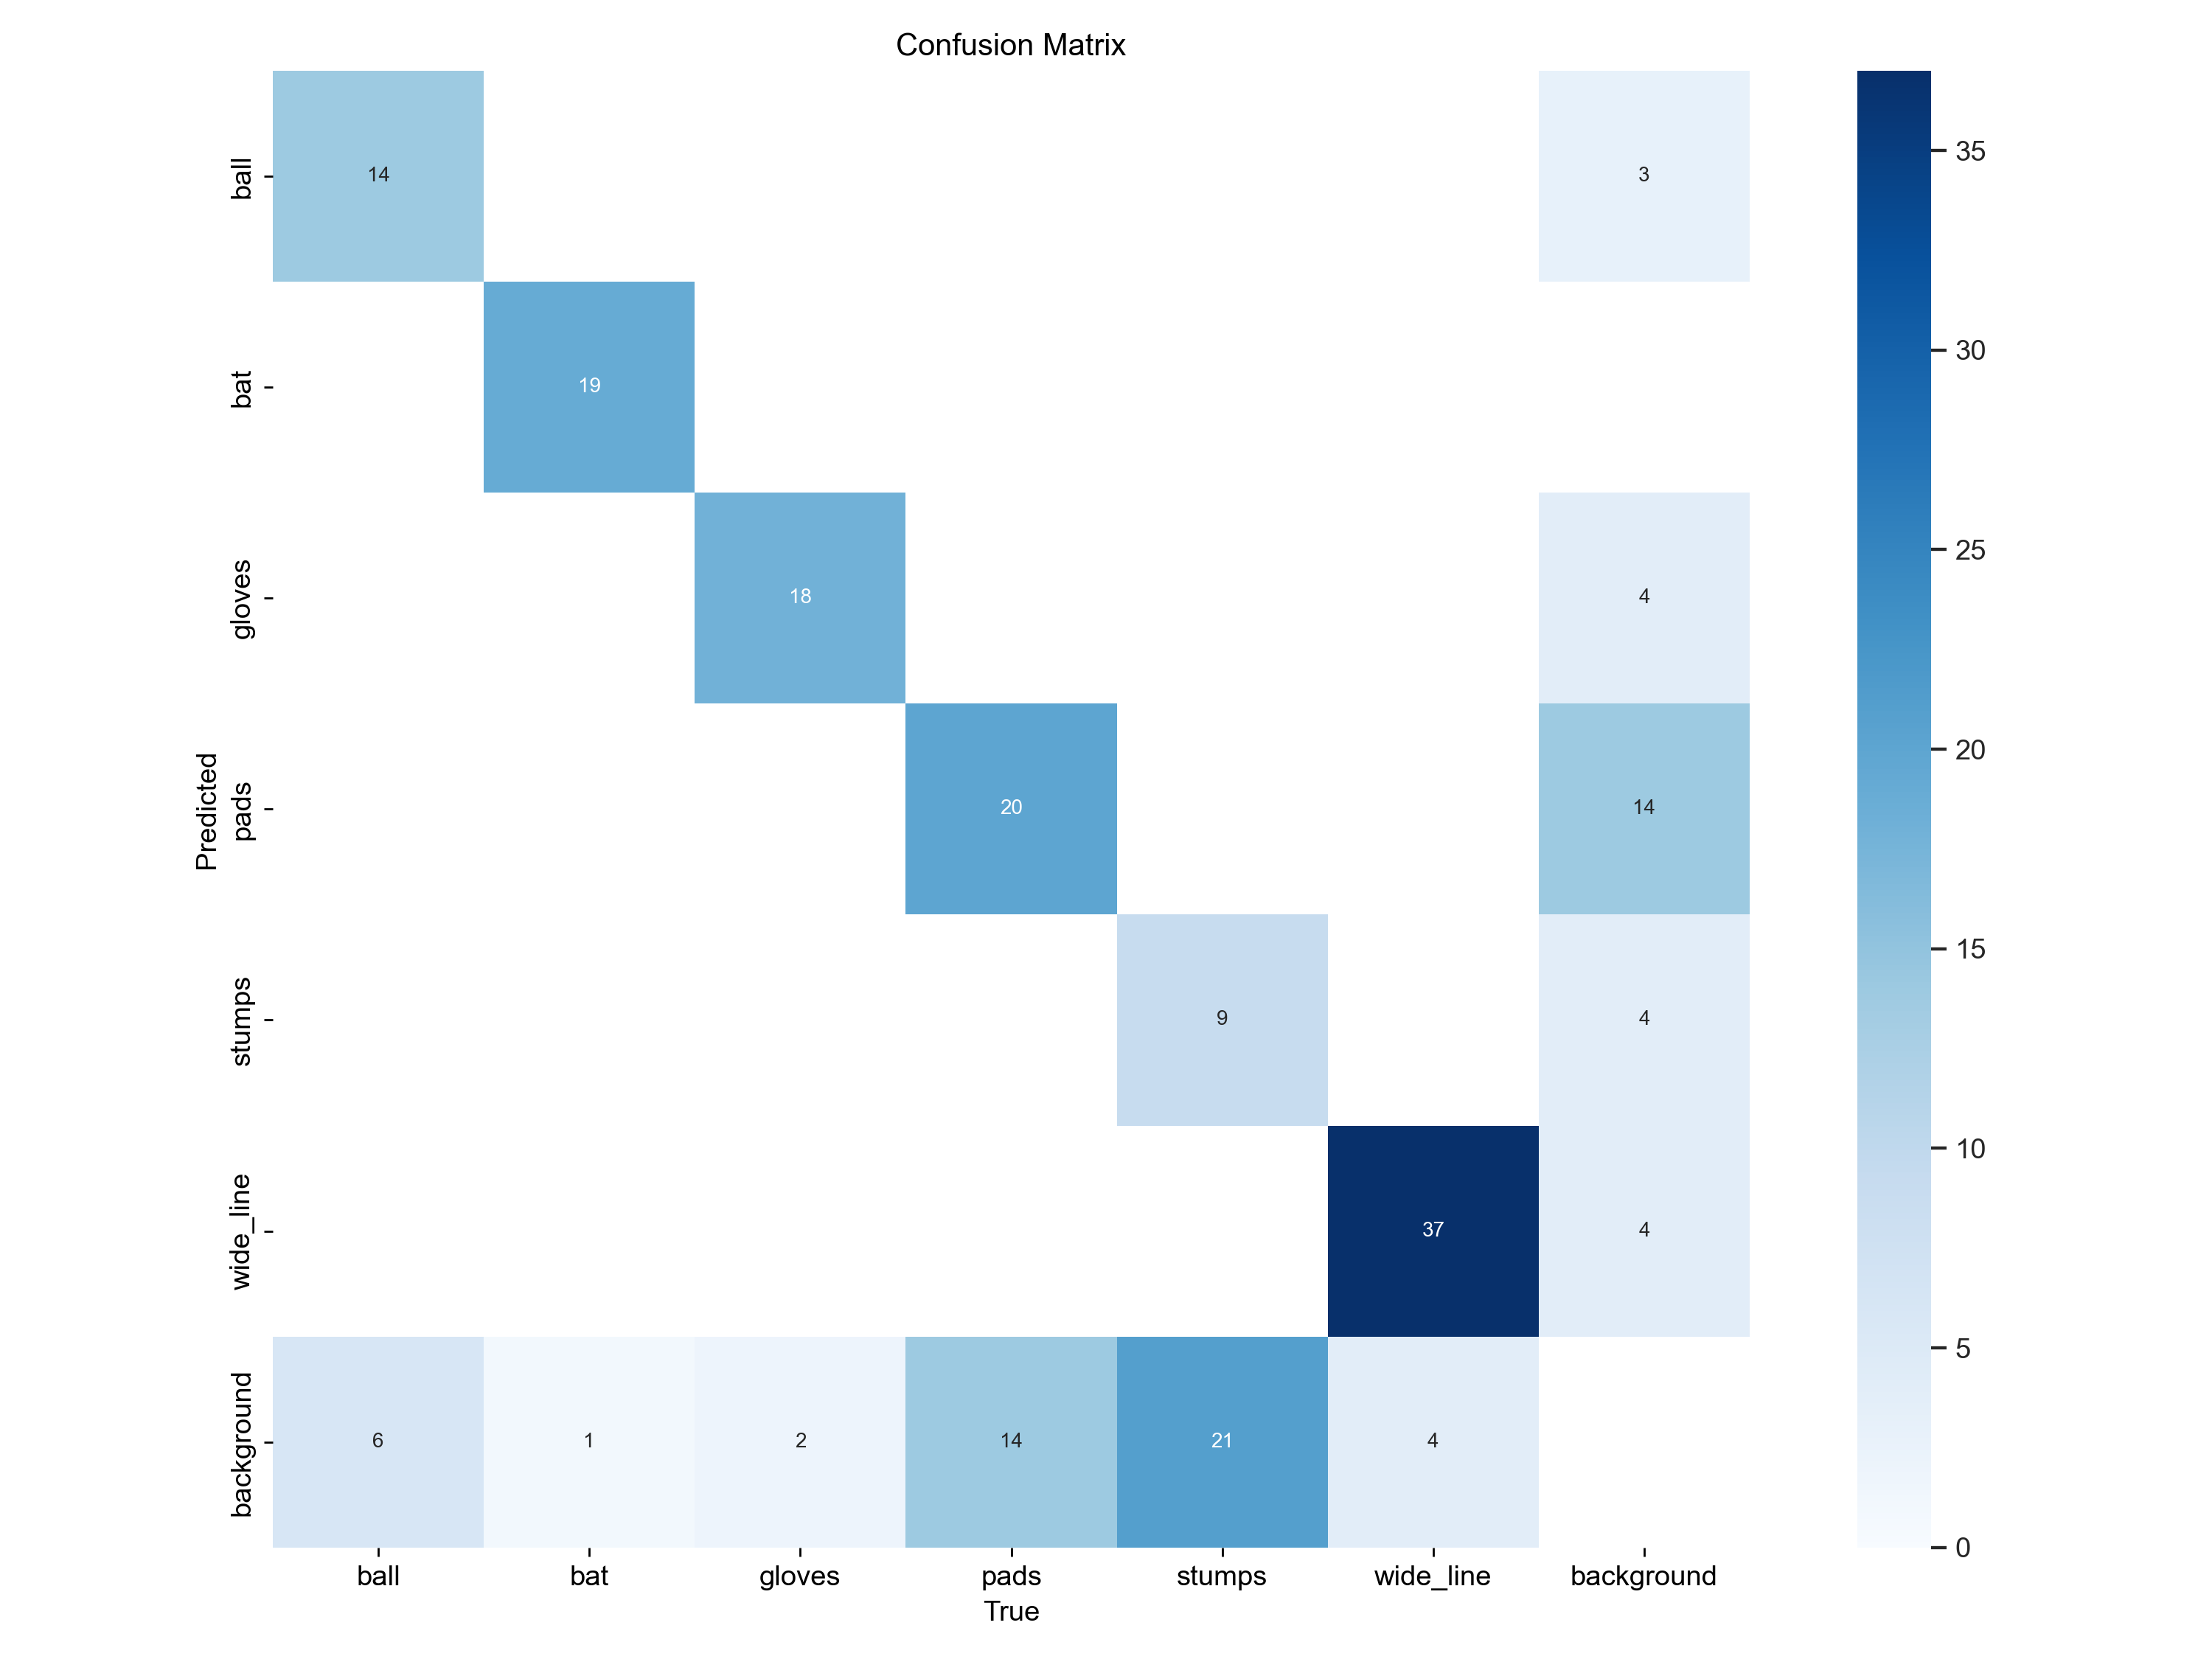 Confusion Matrix
ball
14
3
35
30
bat
19
25
gloves
18
4
20
Predicted
pads
20
14
15
stumps
9
4
10
wide_line
37
4
5
background
6
1
2
14
21
4
0
ball
bat
gloves
pads
stumps
wide_line
background
True